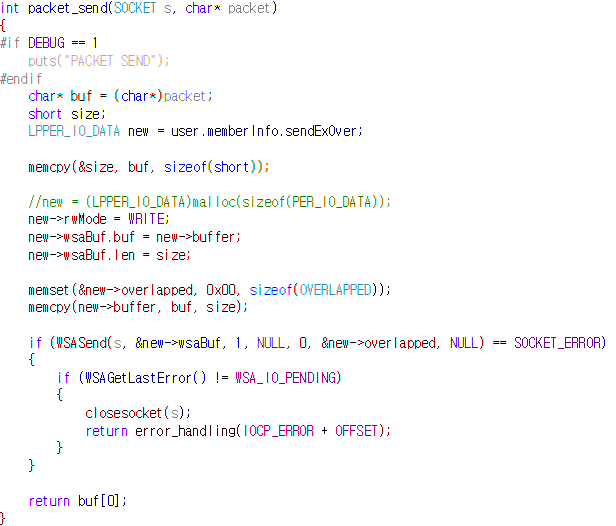 int packet_send(SOCKET s, char* packet)
{
#if DEBUG == 1
    puts("PACKET SEND");
#endif
    char* buf = (char*)packet;
    short size;
    LPPER_IO_DATA new = user.memberInfo.sendExOver;

    memcpy(&size, buf, sizeof(short));

    //new = (LPPER_IO_DATA)malloc(sizeof(PER_IO_DATA));
    new->rwMode = WRITE;
    new->wsaBuf.buf = new->buffer;
    new->wsaBuf.len = size;

    memset(&new->overlapped, 0x00, sizeof(OVERLAPPED));
    memcpy(new->buffer, buf, size);

    if (WSASend(s, &new->wsaBuf, 1, NULL, 0, &new->overlapped, NULL) == SOCKET_ERROR)
    {
        if (WSAGetLastError() != WSA_IO_PENDING)
        {
            closesocket(s);
            return error_handling(IOCP_ERROR + OFFSET);
        }
    }

    return buf[0];
}